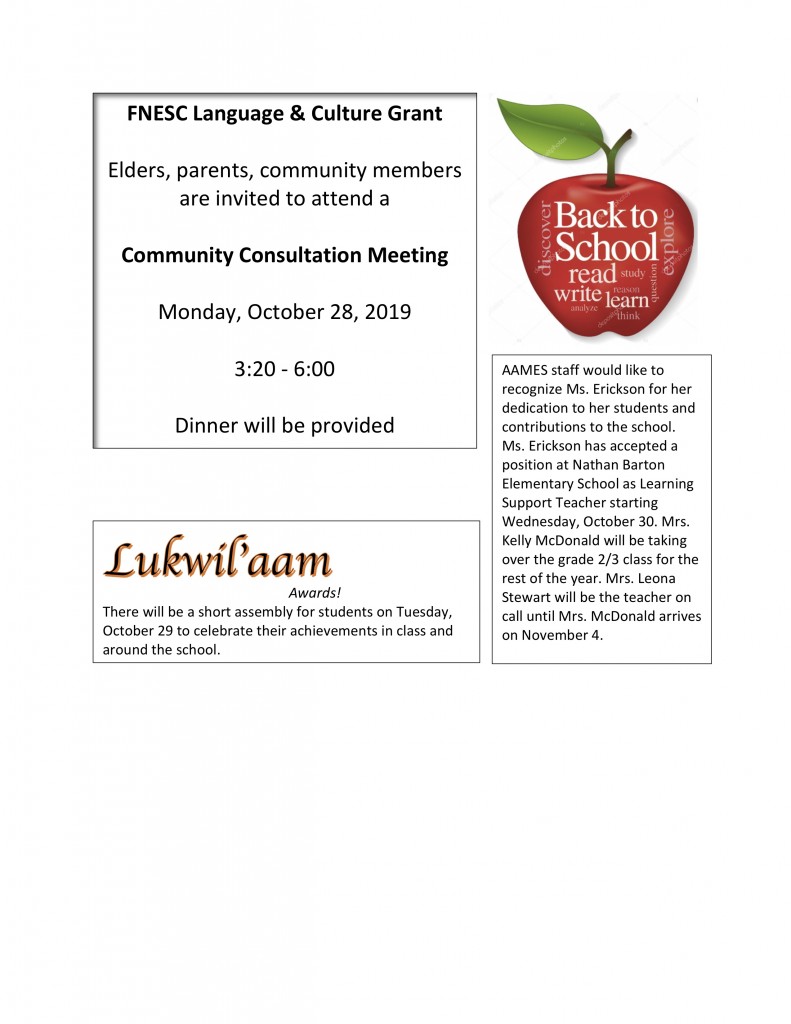 FNESC Language & Culture Grant
Elders, parents, community members
are invited to attend a
Community Consultation Meeting
Monday, October 28, 2019
3:20 - 6:00
Dinner will be provided
discover
Back to
School
explore
read
study
question
write
reason
learn
analyze
think
AAMES staff would like to
recognize Ms. Erickson for her
dedication to her students and
contributions to the school.
Ms. Erickson has accepted a
position at Nathan Barton
Elementary School as Learning
Support Teacher starting
Wednesday, October 30. Mrs.
Kelly McDonald will be taking
over the grade 2/3 class for the
rest of the year. Mrs. Leona
Stewart will be the teacher on
call until Mrs. McDonald arrives
on November 4.
Lukwil'aam
Awards!
There will be a short assembly for students on Tuesday,
October 29 to celebrate their achievements in class and
around the school.